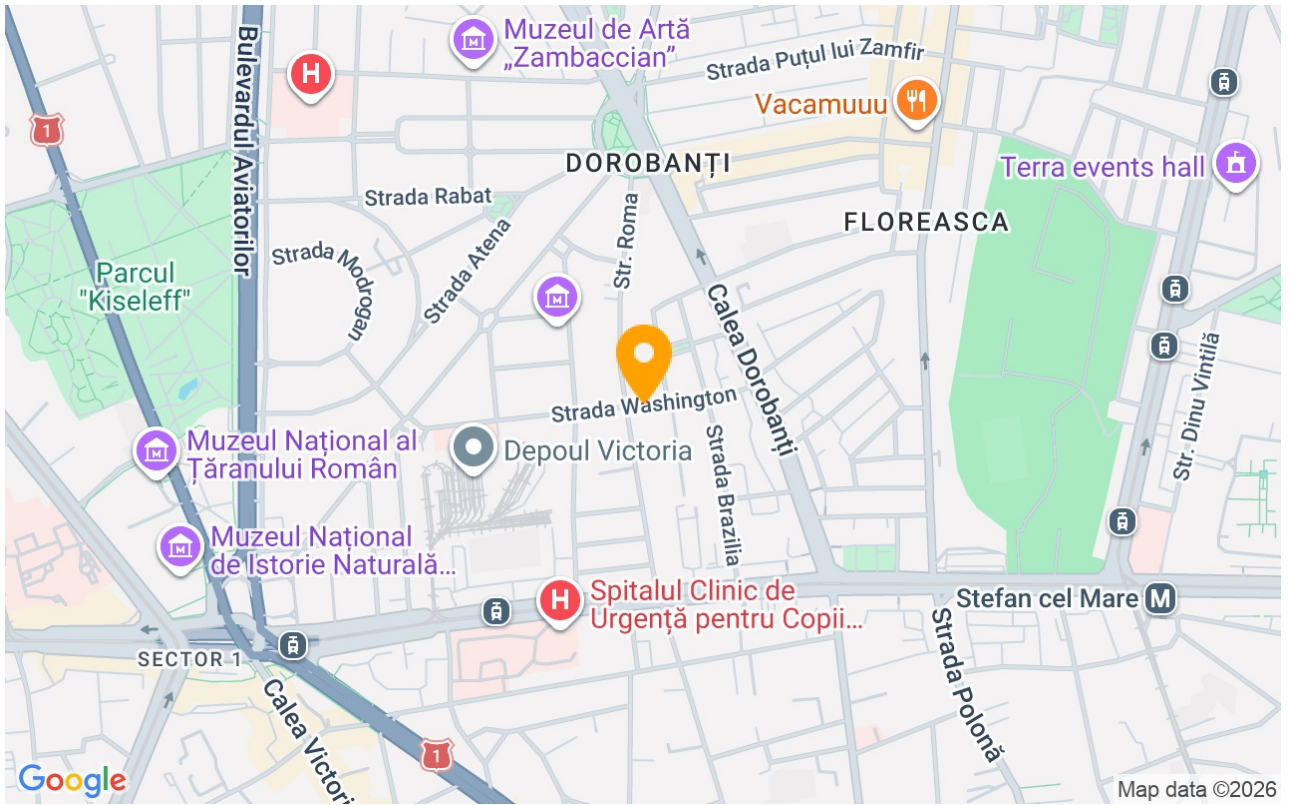 Muzeul de Artă
„Zambaccian”
Strada Puțul lui Zamfir
H
Bulevardul Aviatorilor
Vacamuuu
1
DOROBANȚI
Terra events hall
Strada Rabat
Str. Roma
FLOREASCA
Strada Modrogan
Strada Atena
Parcul
"Kiseleff"
Calea Dorobanți
Str. Dinu Vintilă
Strada Washington
Muzeul Național al
Țăranului Român
Depoul Victoria
Strada Brazilia
Muzeul Național
de Istorie Naturală...
H
Spitalul Clinic de
Urgență pentru Copii...
Stefan cel Mare M
SECTOR 1
Strada Polonă
Calea Victori
1
Google
Map data ©2026